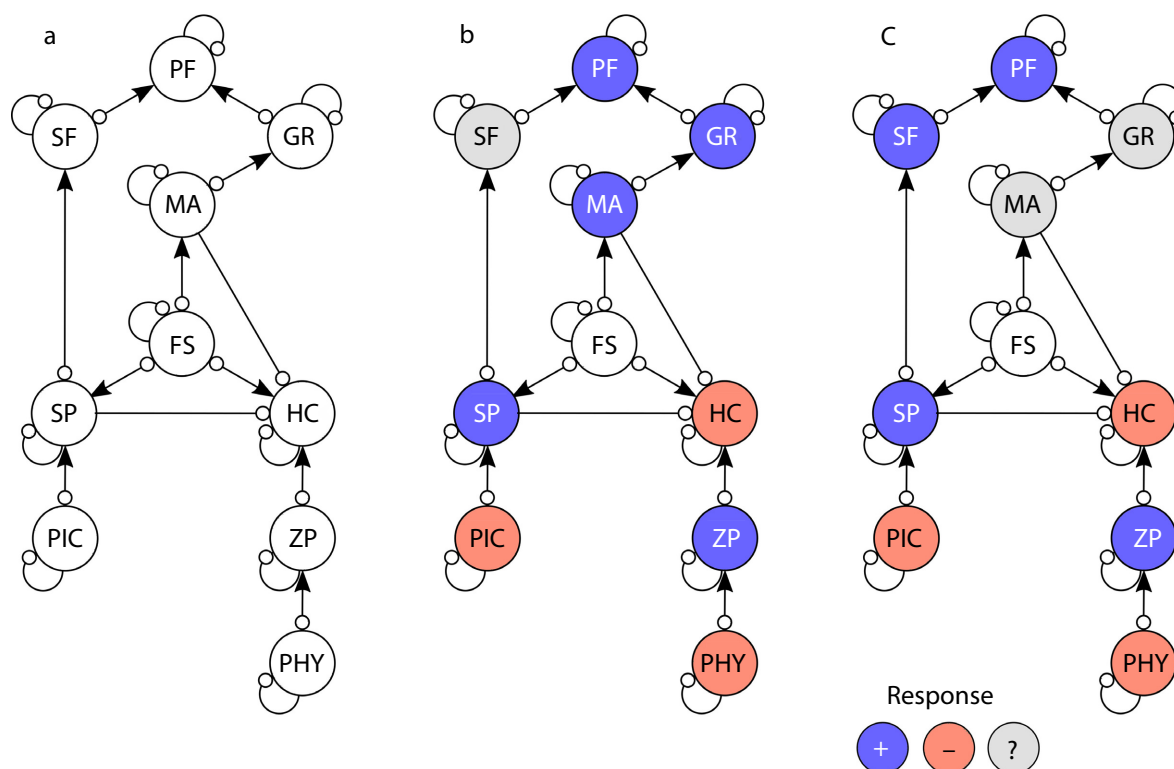 a
PF
SF
GR
MA
FS
SP
HC
PIC
ZP
PHY
b
PF
SF
GR
MA
FS
SP
HC
PIC
ZP
PHY
C
PF
SF
GR
MA
FS
SP
HC
PIC
ZP
PHY
Response
+ – ?